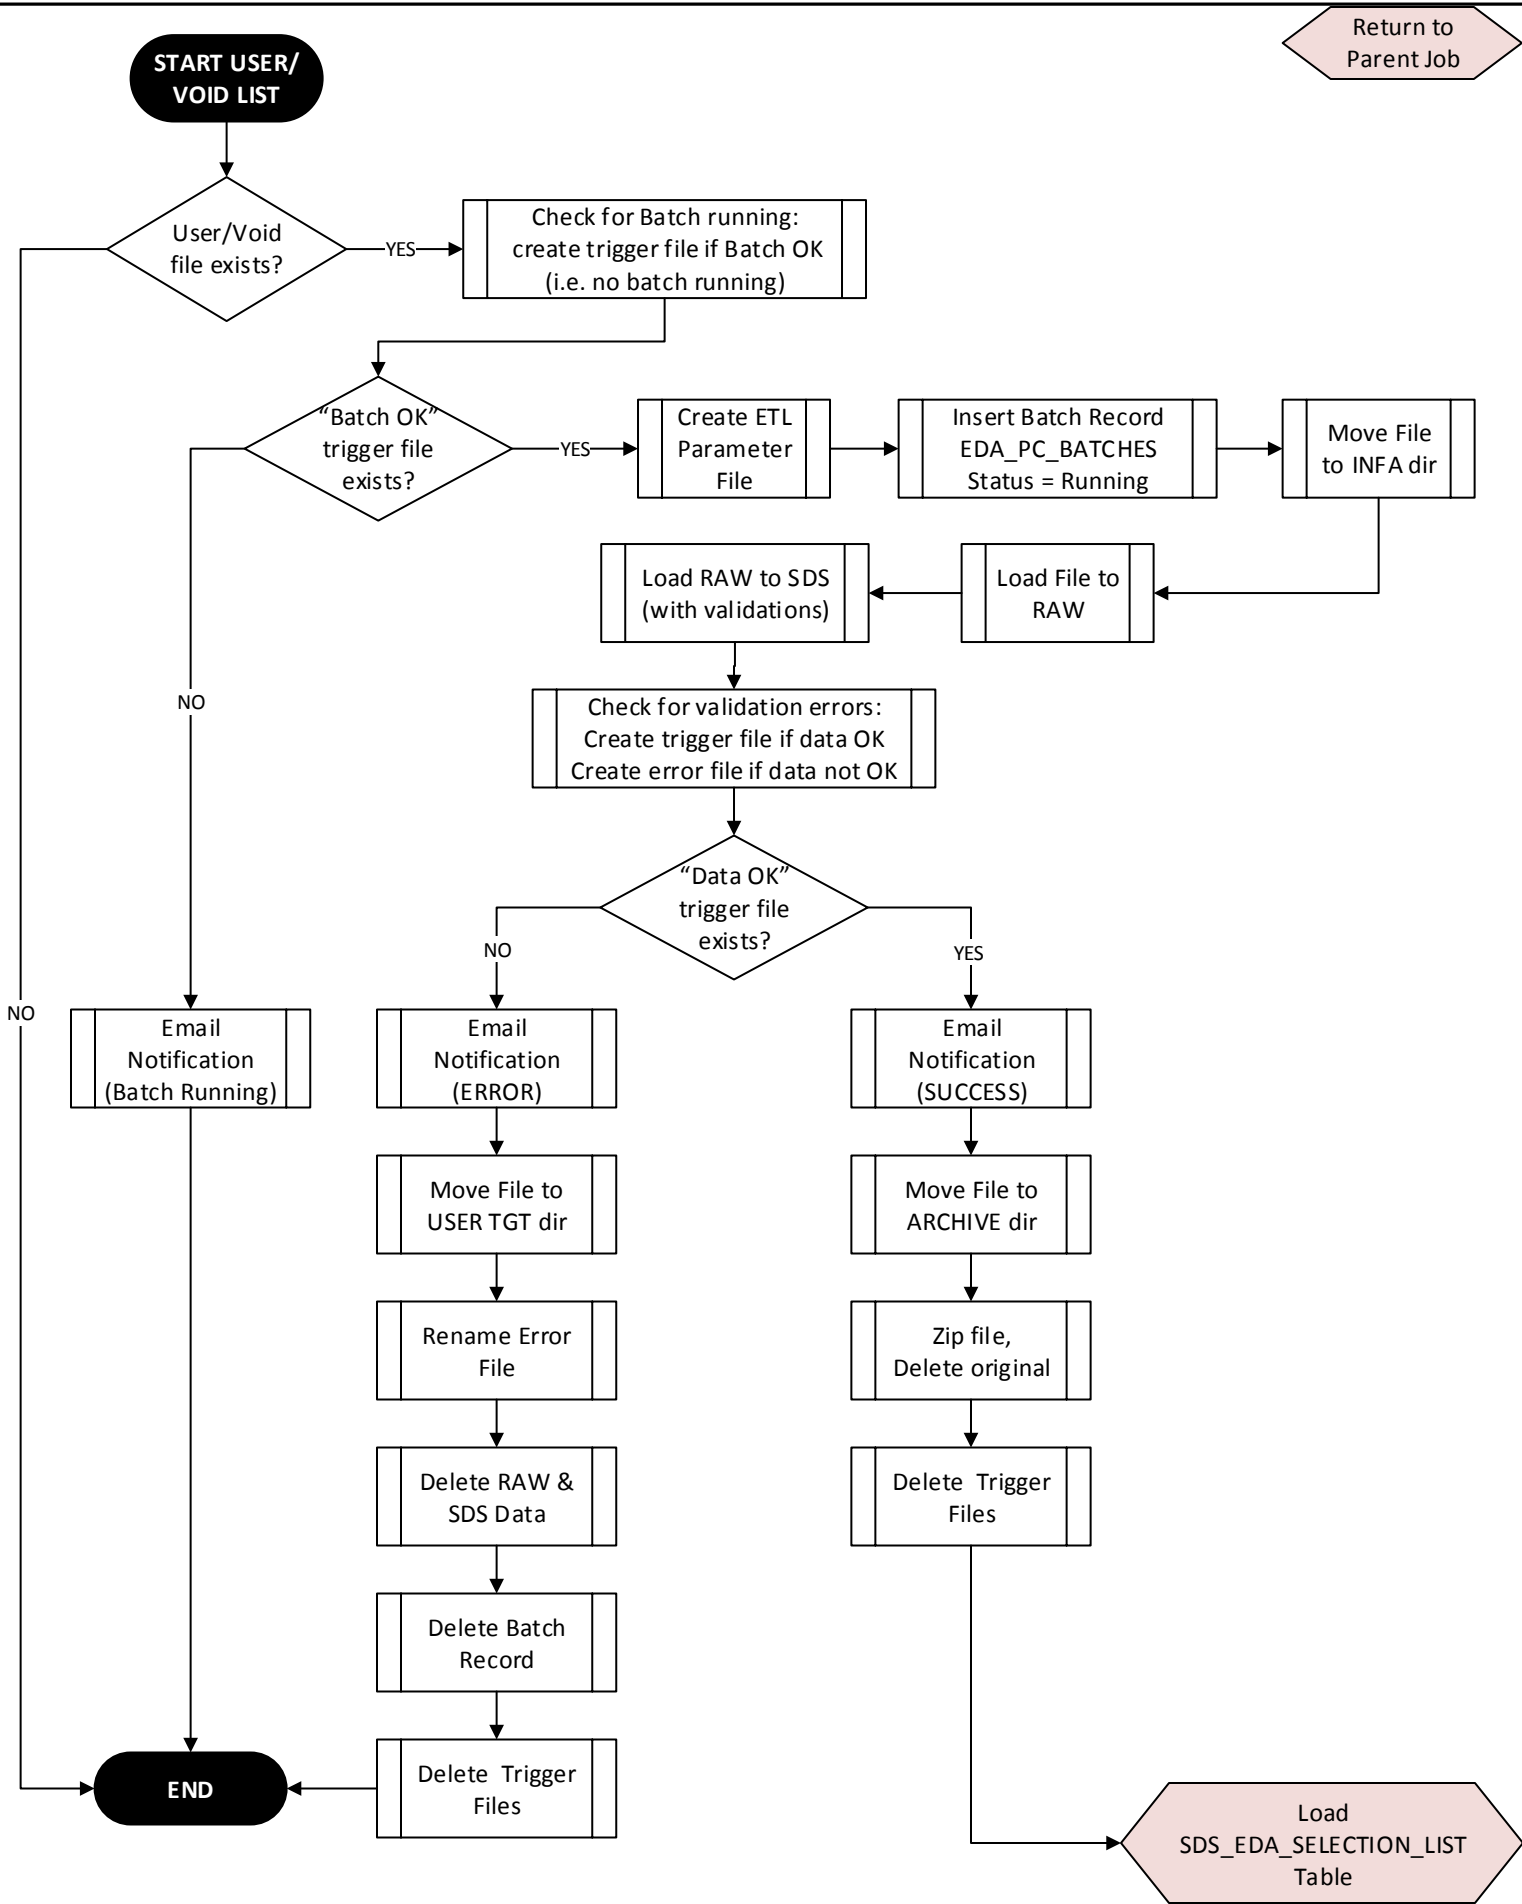 Return to
Parent Job
START USER/
VOID LIST
User/Void
file exists?
YES
Check for Batch running:
create trigger file if Batch OK
(i.e. no batch running)
“Batch OK”
trigger file
exists?
YES
Create ETL
Parameter
File
Insert Batch Record
EDA_PC_BATCHES
Status = Running
Move File
to INFA dir
Load RAW to SDS
(with validations)
Load File to
RAW
NO
Check for validation errors:
Create trigger file if data OK
Create error file if data not OK
“Data OK”
trigger file
exists?
NO
YES
NO
Email
Notification
(Batch Running)
Email
Notification
(ERROR)
Email
Notification
(SUCCESS)
Move File to
USER TGT dir
Move File to
ARCHIVE dir
Rename Error
File
Zip file,
Delete original
Delete RAW &
SDS Data
Delete Trigger
Files
Delete Batch
Record
END
Delete Trigger
Files
Load
SDS_EDA_SELECTION_LIST
Table